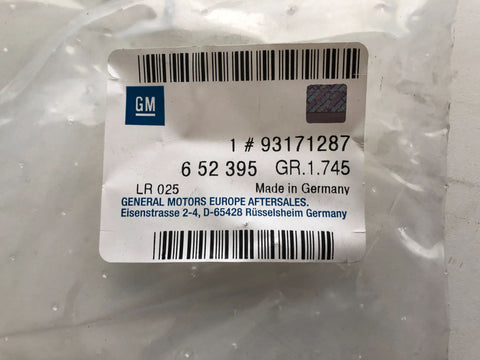 GM
1 # 93171287
6 52 395 GR.1.745
LR 025 Made in Germany
GENERAL MOTORS EUROPE AFTERSALES.
Eisenstrasse 2-4, D-65428 Rüsselsheim Germany